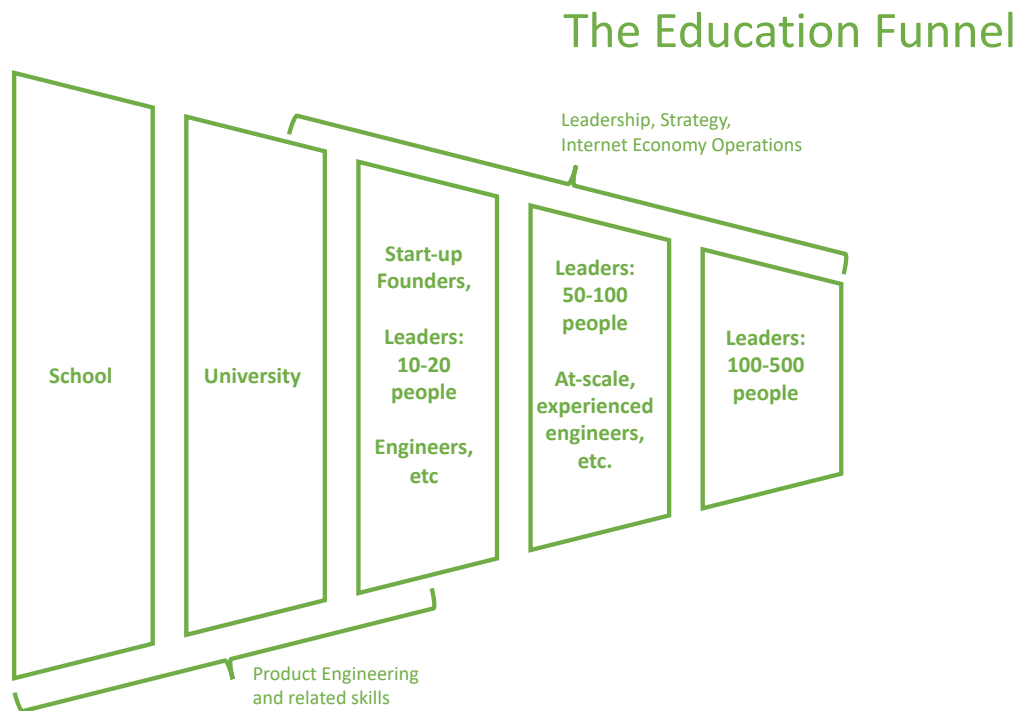 The Education Funnel
Leadership, Strategy,
Internet Economy Operations
School
University
Start-up
Founders,
Leaders:
10-20
people
Engineers,
etc
Leaders:
50-100
people
At-scale,
experienced
engineers,
etc.
Leaders:
100-500
people
Product Engineering
and related skills